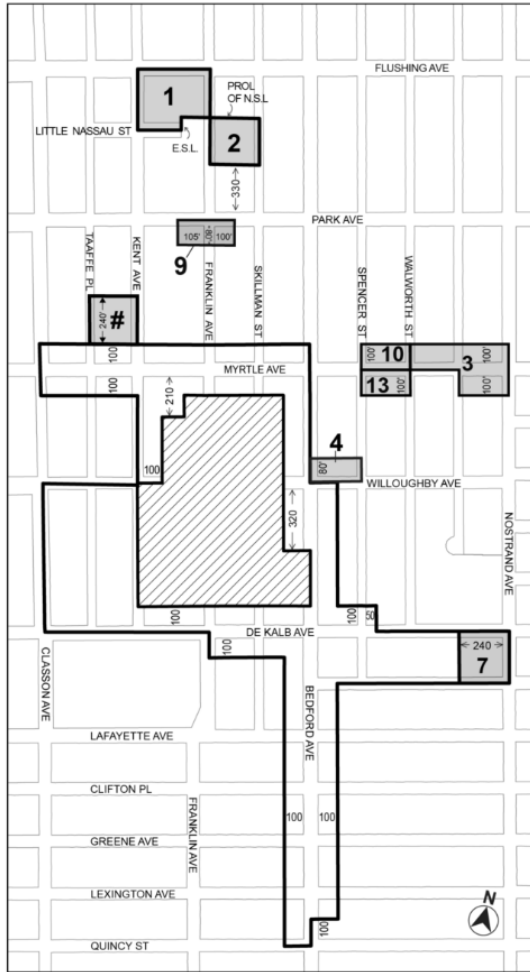 FLUSHING AVE
1
PROL
OF N.S.L
LITTLE NASSAU ST
E.S.L.
2
330
PARK AVE
105'
80'
100'
9
TAAFFE PL
KENT AVE
FRANKLIN AVE
SKILLMAN ST
SPENCER ST
WALWORTH ST
240'
#
100
100'
10
100'
3
MYRTLE AVE
100
210
13
100'
100'
4
80'
100
WILLOUGHBY AVE
320
NOSTRAND AVE
100
100
50
DE KALB AVE
100
240
7
CLASSON AVE
BEDFORD AVE
LAFAYETTE AVE
CLIFTON PL
FRANKLIN AVE
100
100
GREENE AVE
LEXINGTON AVE
N
100
QUINCY ST